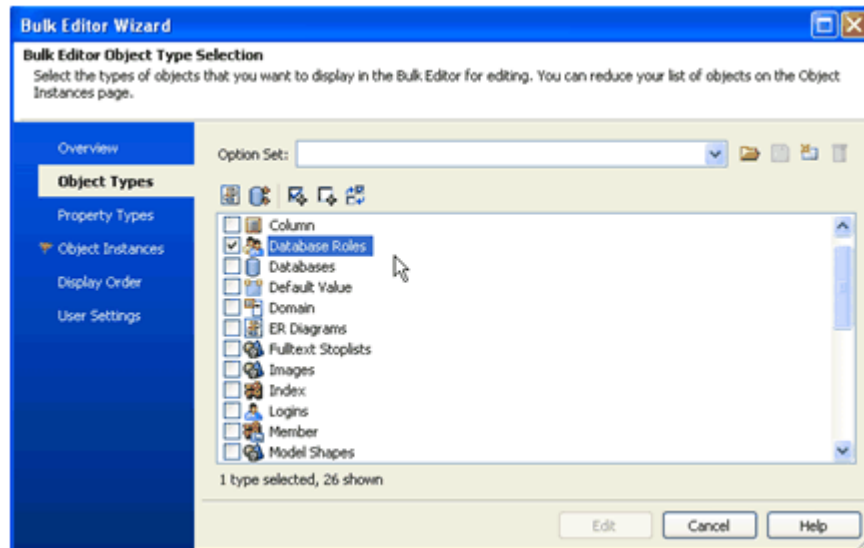 Bulk Editor Wizard
Bulk Editor Object Type Selection
Select the types of objects that you want to display in the Bulk Editor for editing. You can reduce your list of objects on the Object
Instances page.
Overview
Object Types
Property Types
Object Instances
Display Order
User Settings
Option Set:
Column
Database Roles
Databases
Default Value
Domain
ER Diagrams
Fulltext Stoplists
Images
Index
Logins
Member
Model Shapes
1 type selected, 26 shown
Edit
Cancel
Help